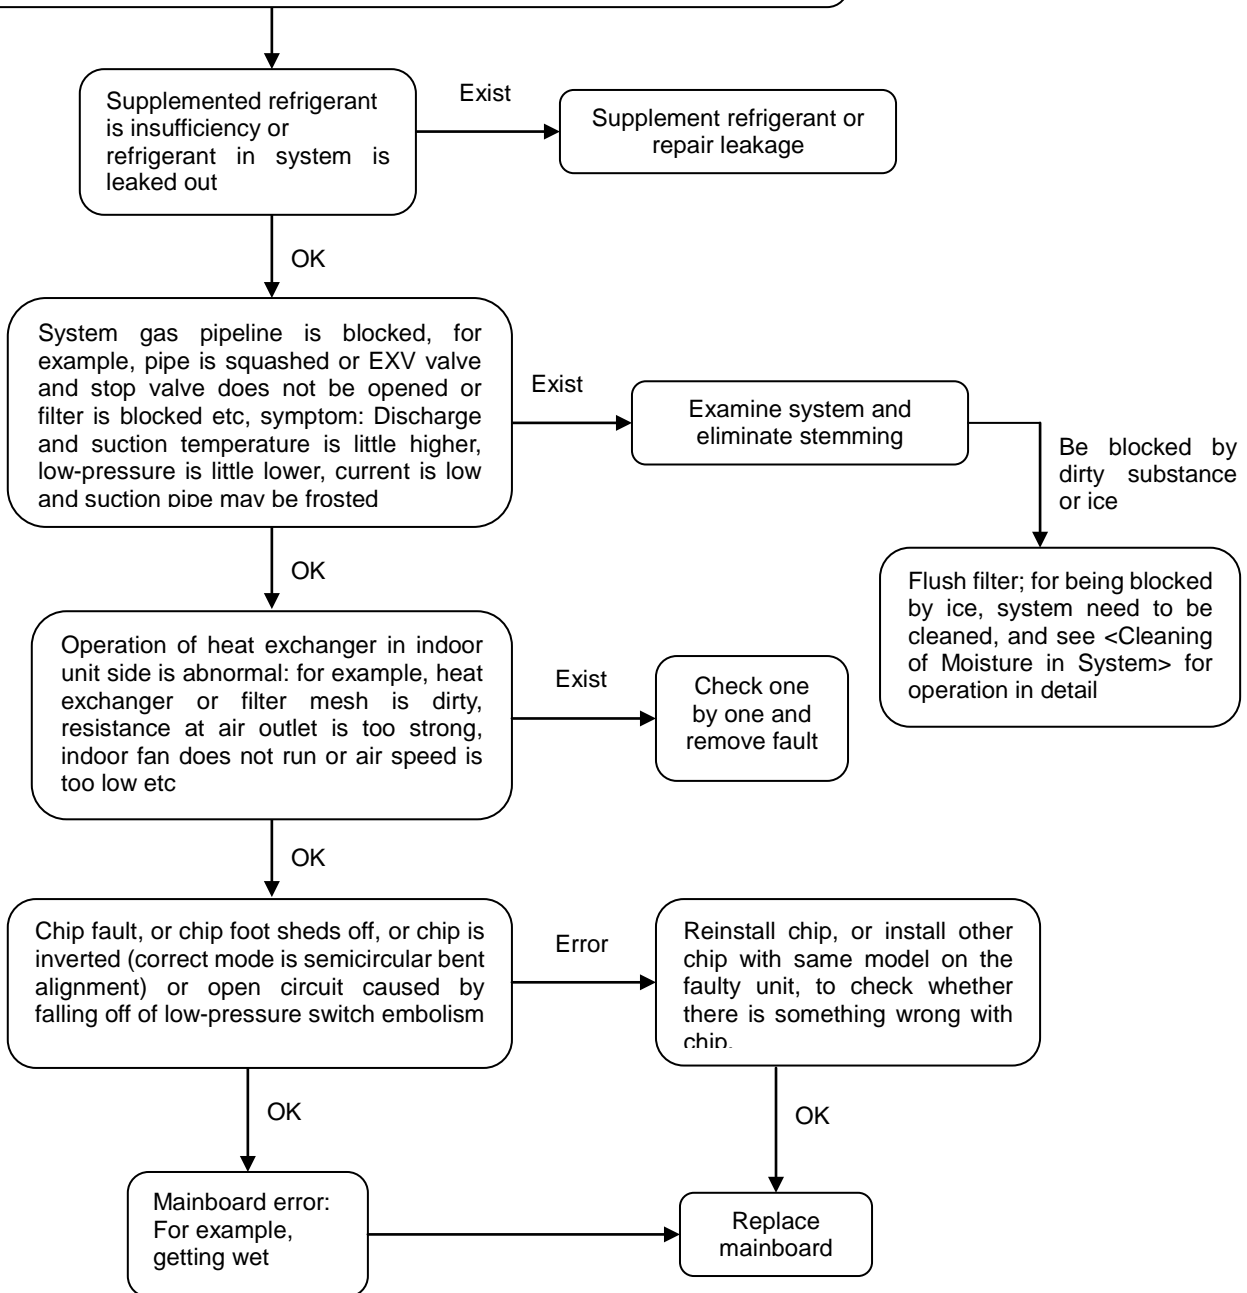 Supplemented refrigerant
is insufficiency or
refrigerant in system is
leaked out
Exist
Supplement refrigerant or
repair leakage
OK
System gas pipeline is blocked, for
example, pipe is squashed or EXV valve
and stop valve does not be opened or
filter is blocked etc, symptom: Discharge
and suction temperature is little higher,
low-pressure is little lower, current is low
and suction pipe may be frosted
Exist
Examine system and
eliminate stemming
Be blocked by
dirty substance
or ice
Flush filter; for being blocked
by ice, system need to be
cleaned, and see <Cleaning
of Moisture in System> for
operation in detail
OK
Operation of heat exchanger in indoor
unit side is abnormal: for example, heat
exchanger or filter mesh is dirty,
resistance at air outlet is too strong,
indoor fan does not run or air speed is
too low etc
Exist
Check one
by one and
remove fault
OK
Chip fault, or chip foot sheds off, or chip is
inverted (correct mode is semicircular bent
alignment) or open circuit caused by
falling off of low-pressure switch embolism
Error
Reinstall chip, or install other
chip with same model on the
faulty unit, to check whether
there is something wrong with
chip.
OK
OK
Mainboard error:
For example,
getting wet
Replace
mainboard